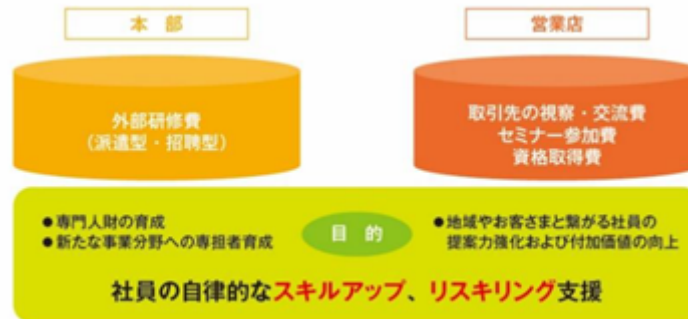 本 部
営業店
外部研修費
(派遣型・招聘型)
取引先の視察・交流費
セミナー参加費
資格取得費
●専門人財の育成
●新たな事業分野への専担者育成
目 的
●地域やお客さまと繋がる社員の
提案力強化および付加価値の向上
社員の自律的なスキルアップ、リスキリング支援